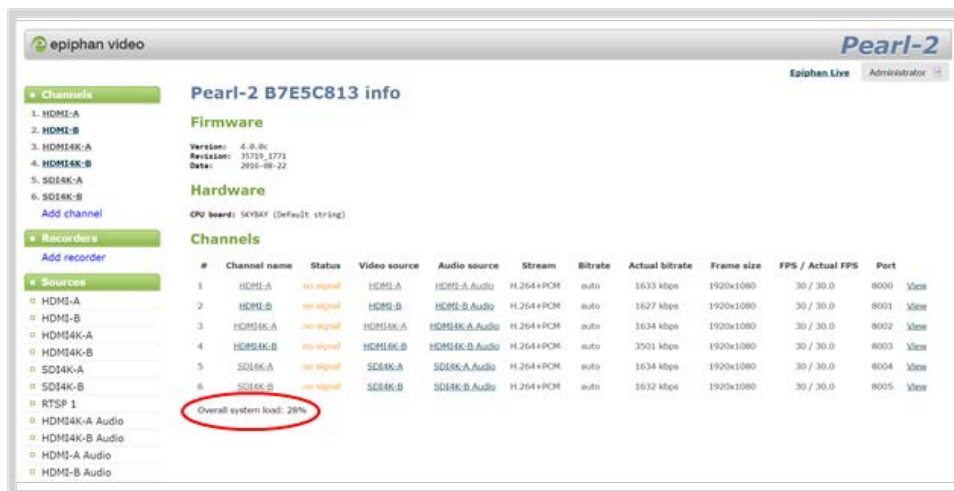 epiphan video
Pearl-2
Epiphan Live Administrator
Channels
1. HDMI-A
2. HDMI-B
3. HDMI4K-A
4. HDMI4K-B
5. SDI4K-A
6. SDI4K-B
Add channel
Recorders
Add recorder
Sources
HDMI-A
HDMI-B
HDMI4K-A
HDMI4K-B
SDI4K-A
SDI4K-B
RTSP 1
HDMI4K-A Audio
HDMI4K-B Audio
HDMI-A Audio
HDMI-B Audio
Pearl-2 B7E5C813 info
Firmware
Version: 4.0.0c
Revision: 35719_1771
Date: 2016-08-22
Hardware
CPU board: SKYBAY (Default string)
Channels
# Channel name Status Video source Audio source Stream Bitrate Actual bitrate Frame size FPS / Actual FPS Port
1 HDMI-A no signal HDMI-A HDMI-A Audio H.264+PCM auto 1633 kbps 1920x1080 30 / 30.0 8000 View
2 HDMI-B no signal HDMI-B HDMI-B Audio H.264+PCM auto 1627 kbps 1920x1080 30 / 30.0 8001 View
3 HDMI4K-A no signal HDMI4K-A HDMI4K-A Audio H.264+PCM auto 1634 kbps 1920x1080 30 / 30.0 8002 View
4 HDMI4K-B no signal HDMI4K-B HDMI4K-B Audio H.264+PCM auto 3501 kbps 1920x1080 30 / 30.0 8003 View
5 SDI4K-A no signal SDI4K-A SDI4K-A Audio H.264+PCM auto 1634 kbps 1920x1080 30 / 30.0 8004 View
6 SDI4K-B no signal SDI4K-B SDI4K-B Audio H.264+PCM auto 1632 kbps 1920x1080 30 / 30.0 8005 View
Overall system load: 28%